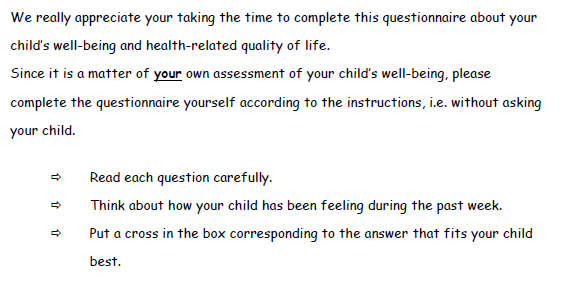 We really appreciate your taking the time to complete this questionnaire about your
child's well-being and health-related quality of life.
Since it is a matter of your own assessment of your child's well-being, please
complete the questionnaire yourself according to the instructions, i.e. without asking
your child.
⇨ Read each question carefully.
⇨ Think about how your child has been feeling during the past week.
⇨ Put a cross in the box corresponding to the answer that fits your child
best.